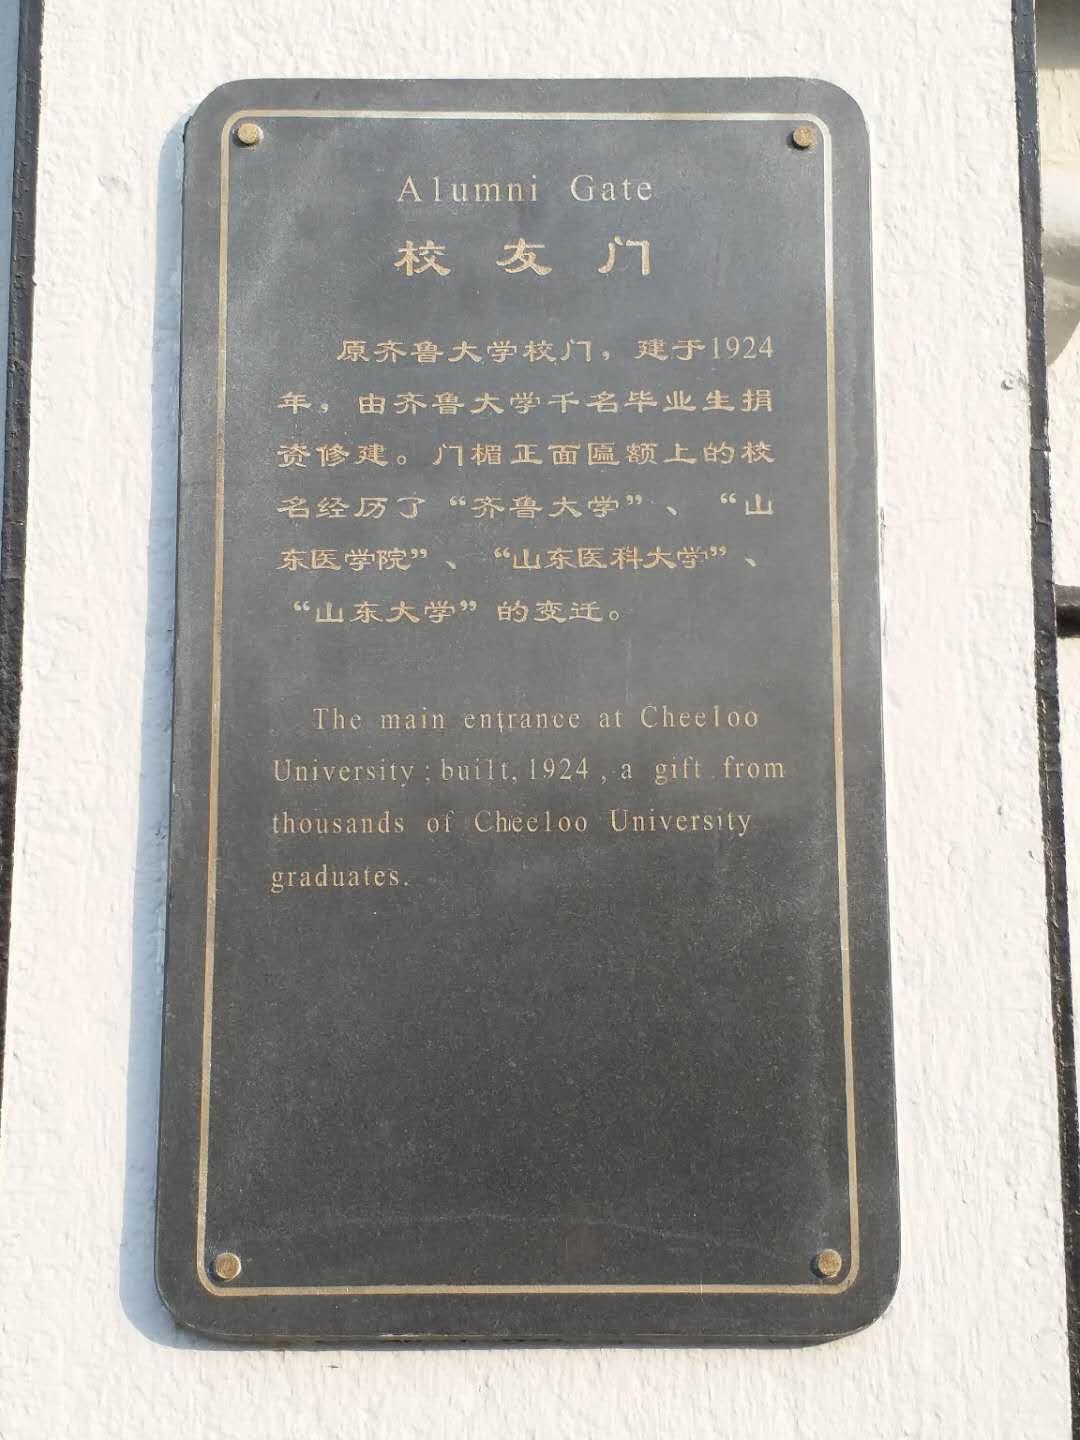 Alumni Gate
校友门
原齐鲁大学校门，建于1924
年，由齐鲁大学千名毕业生捐
资修建。门楣正面匾额上的校
名经历了“齐鲁大学”、“山
东医学院”、“山东医科大学”、
“山东大学”的变迁。
The main entrance at Cheeloo
University; built, 1924, a gift from
thousands of Cheeloo University
graduates.